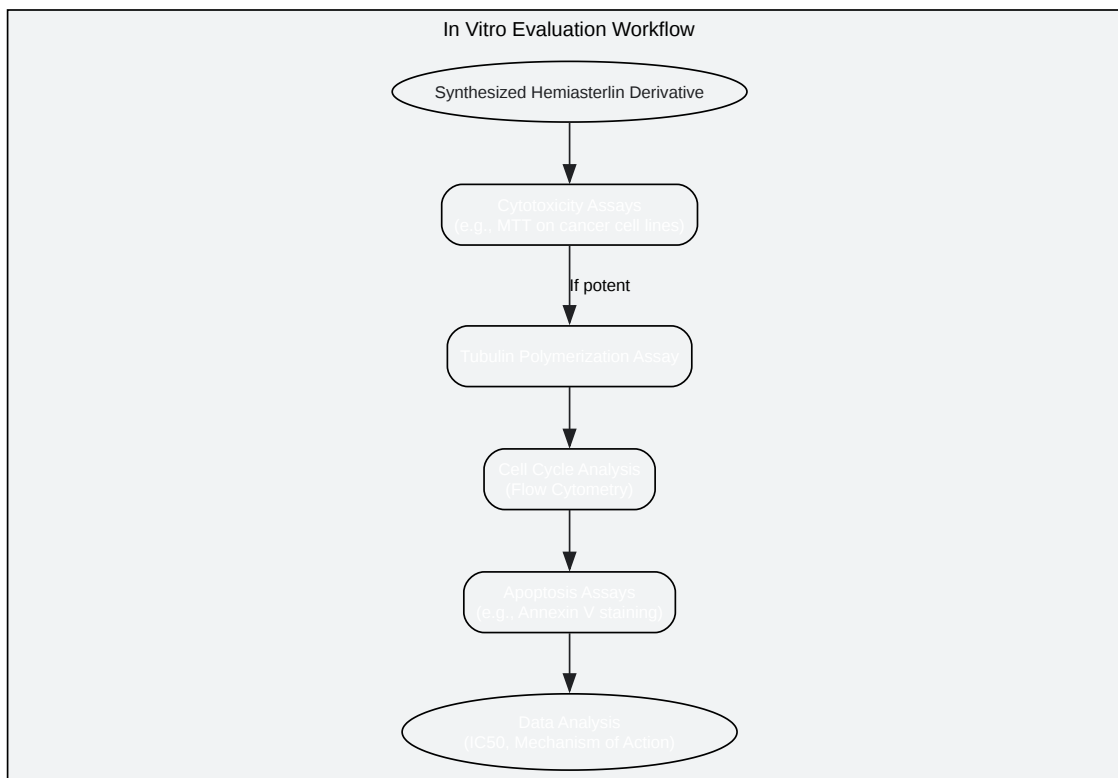 In Vitro Evaluation Workflow
Synthesized Hemiasterlin Derivative
Cytotoxicity Assays
(e.g., MTT on cancer cell lines)
If potent
Tubulin Polymerization Assay
Cell Cycle Analysis
(Flow Cytometry)
Apoptosis Assays
(e.g., Annexin V staining)
Data Analysis
(IC50, Mechanism of Action)